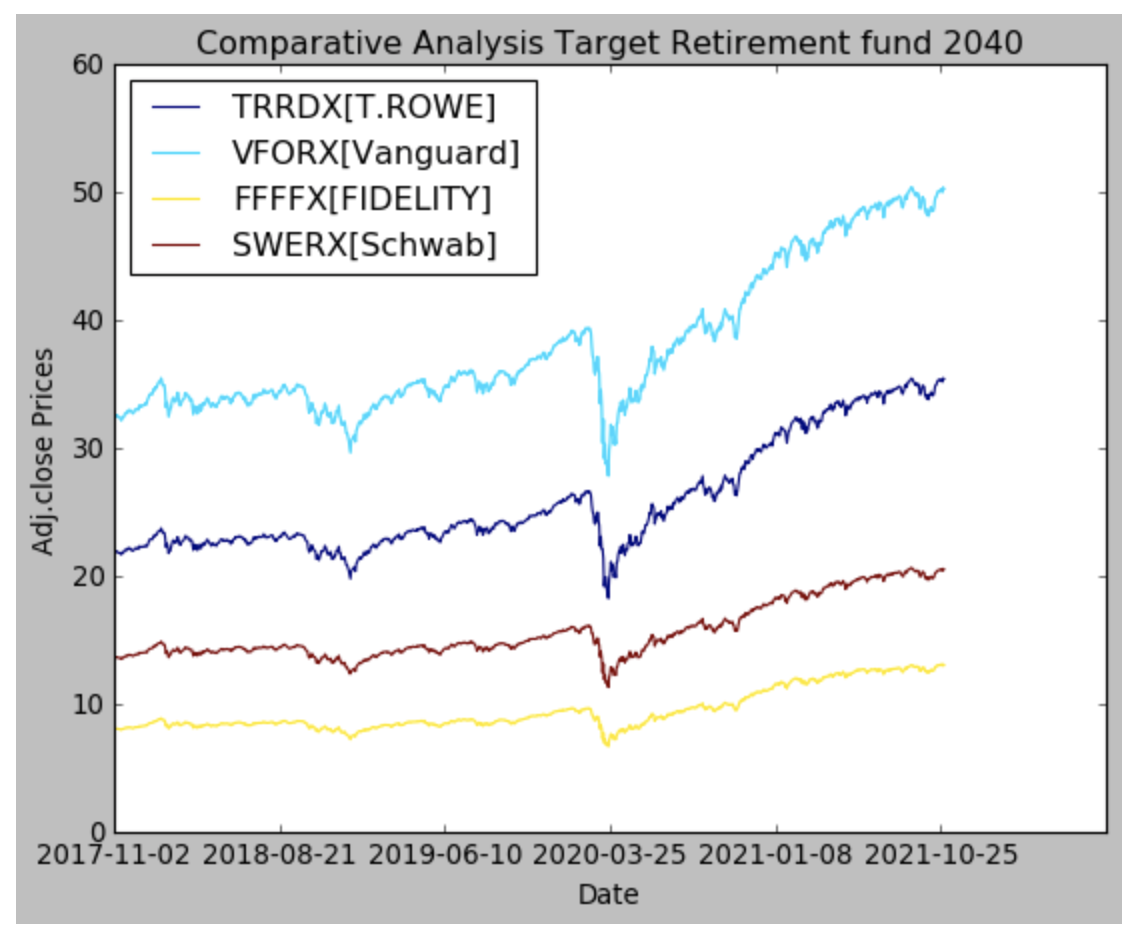 Comparative Analysis Target Retirement fund 2040
60
50
40
30
20
10
0
TRRDX[T.ROWE]
VFORX[Vanguard]
FFFFX[FIDELITY]
SWERX[Schwab]
Adj.close Prices
2017-11-02 2018-08-21 2019-06-10 2020-03-25 2021-01-08 2021-10-25
Date